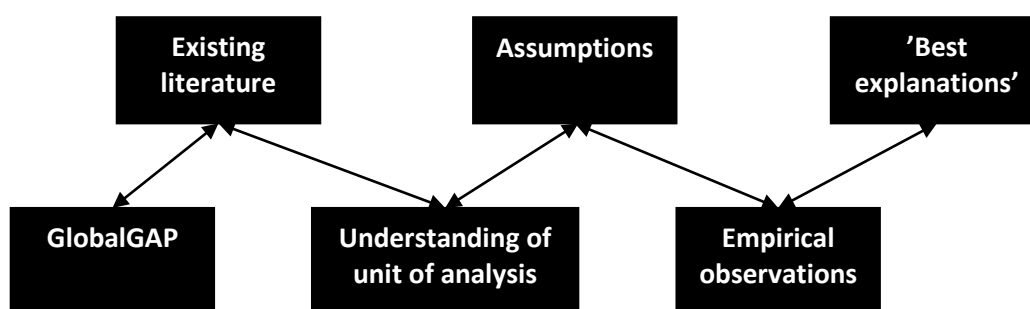 Existing
literature
Assumptions
’Best
explanations’
GlobalGAP
Understanding of
unit of analysis
Empirical
observations